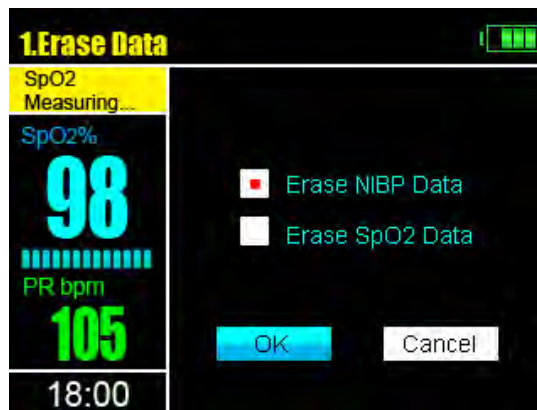 1.Erase Data
SpO2
Measuring...
SpO2%
98
PR bpm
105
18:00
Erase NIBP Data
Erase SpO2 Data
OK
Cancel